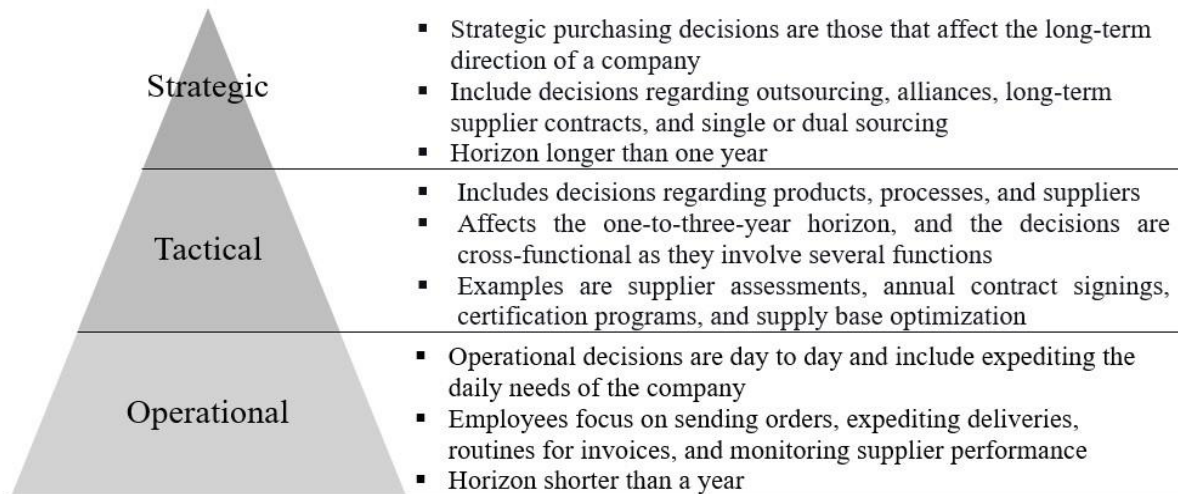 Strategic
▪ Strategic purchasing decisions are those that affect the long-term
direction of a company
▪ Include decisions regarding outsourcing, alliances, long-term
supplier contracts, and single or dual sourcing
▪ Horizon longer than one year
Tactical
▪ Includes decisions regarding products, processes, and suppliers
▪ Affects the one-to-three-year horizon, and the decisions are
cross-functional as they involve several functions
▪ Examples are supplier assessments, annual contract signings,
certification programs, and supply base optimization
Operational
▪ Operational decisions are day to day and include expediting the
daily needs of the company
▪ Employees focus on sending orders, expediting deliveries,
routines for invoices, and monitoring supplier performance
▪ Horizon shorter than a year